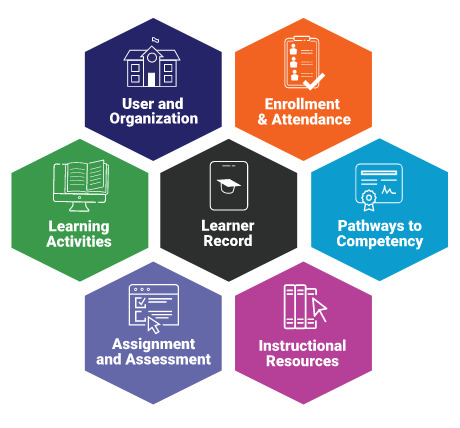 User and
Organization
Enrollment
& Attendance
Learning
Activities
Learner
Record
Pathways to
Competency
Assignment
and Assessment
Instructional
Resources